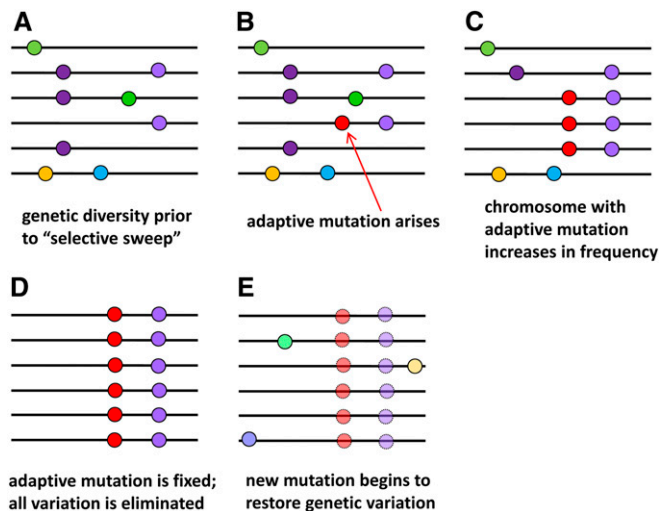 A
B
C
genetic diversity prior
to “selective sweep”
adaptive mutation arises
chromosome with
adaptive mutation
increases in frequency
D
E
adaptive mutation is fixed;
all variation is eliminated
new mutation begins to
restore genetic variation